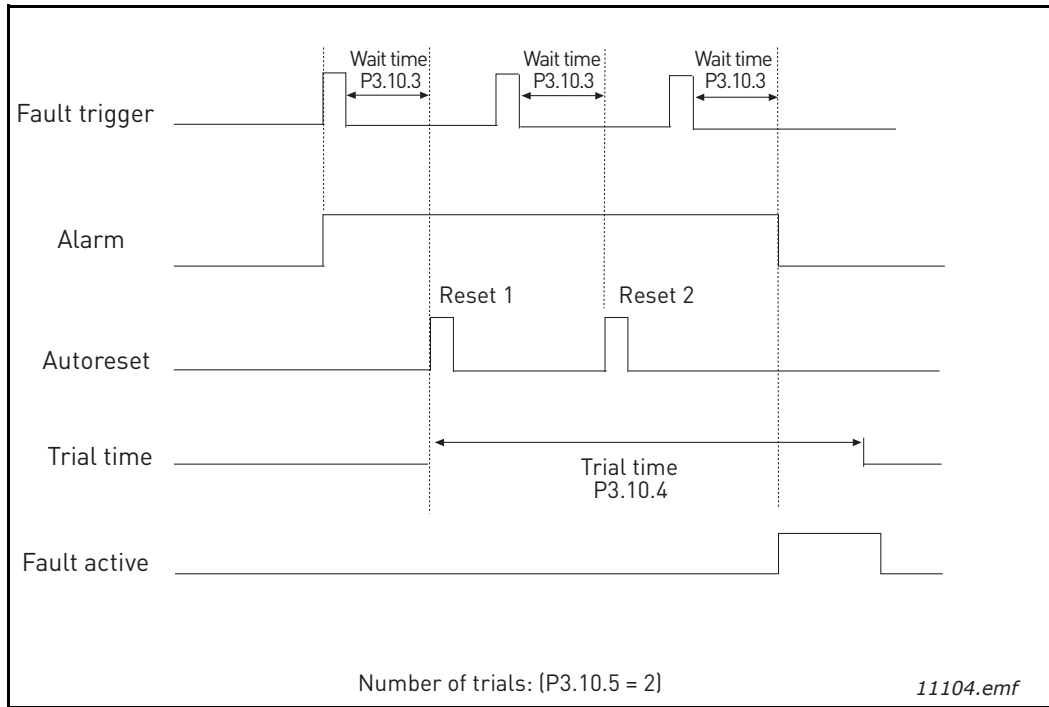 Wait time
P3.10.3
Wait time
P3.10.3
Wait time
P3.10.3
Fault trigger
Alarm
Reset 1
Reset 2
Autoreset
Trial time
Trial time
P3.10.4
Fault active
Number of trials: (P3.10.5 = 2)
11104.emf